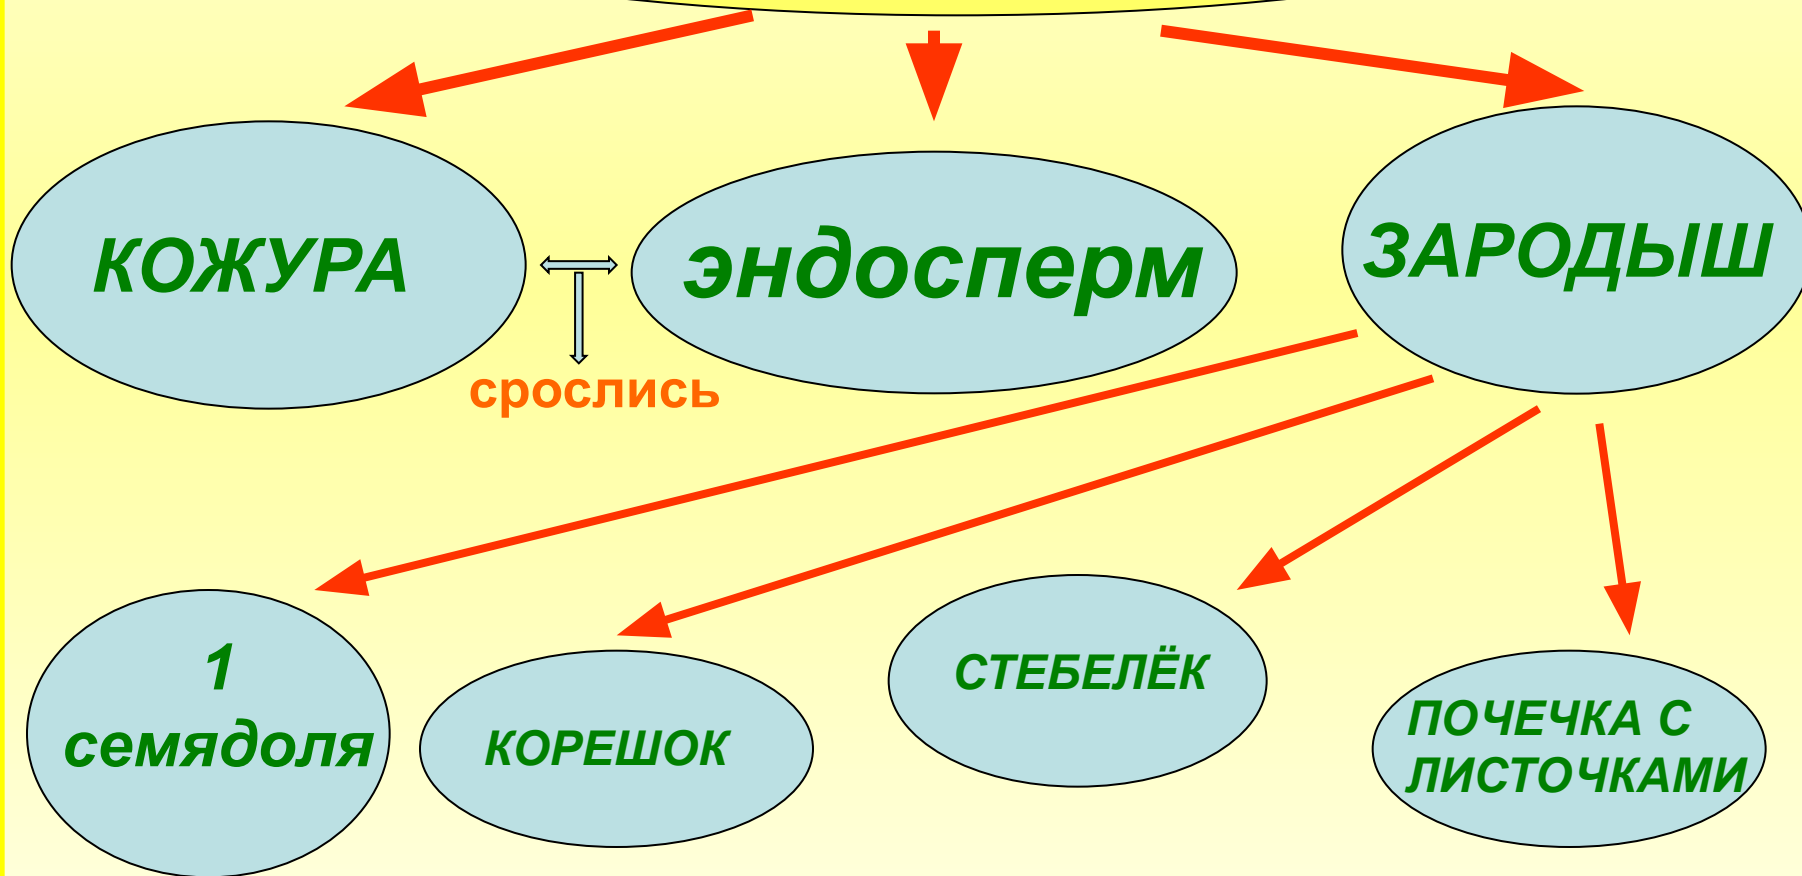 КОЖУРА
эндосперм
ЗАРОДЫШ
срослись
1
семядоля
КОРЕШОК
СТЕБЕЛЁК
ПОЧЕЧКА С
ЛИСТОЧКАМИ